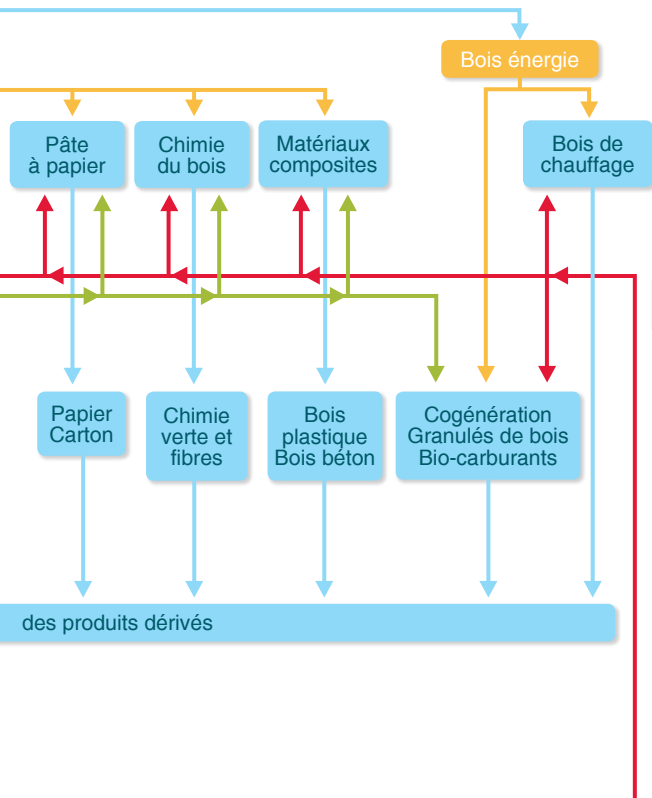 Bois énergie
Pâte
à papier
Chimie
du bois
Matériaux
composites
Bois de
chauffage
Papier
Carton
Chimie
verte et
fibres
Bois
plastique
Bois béton
Cogénération
Granulés de bois
Bio-carburants
des produits dérivés